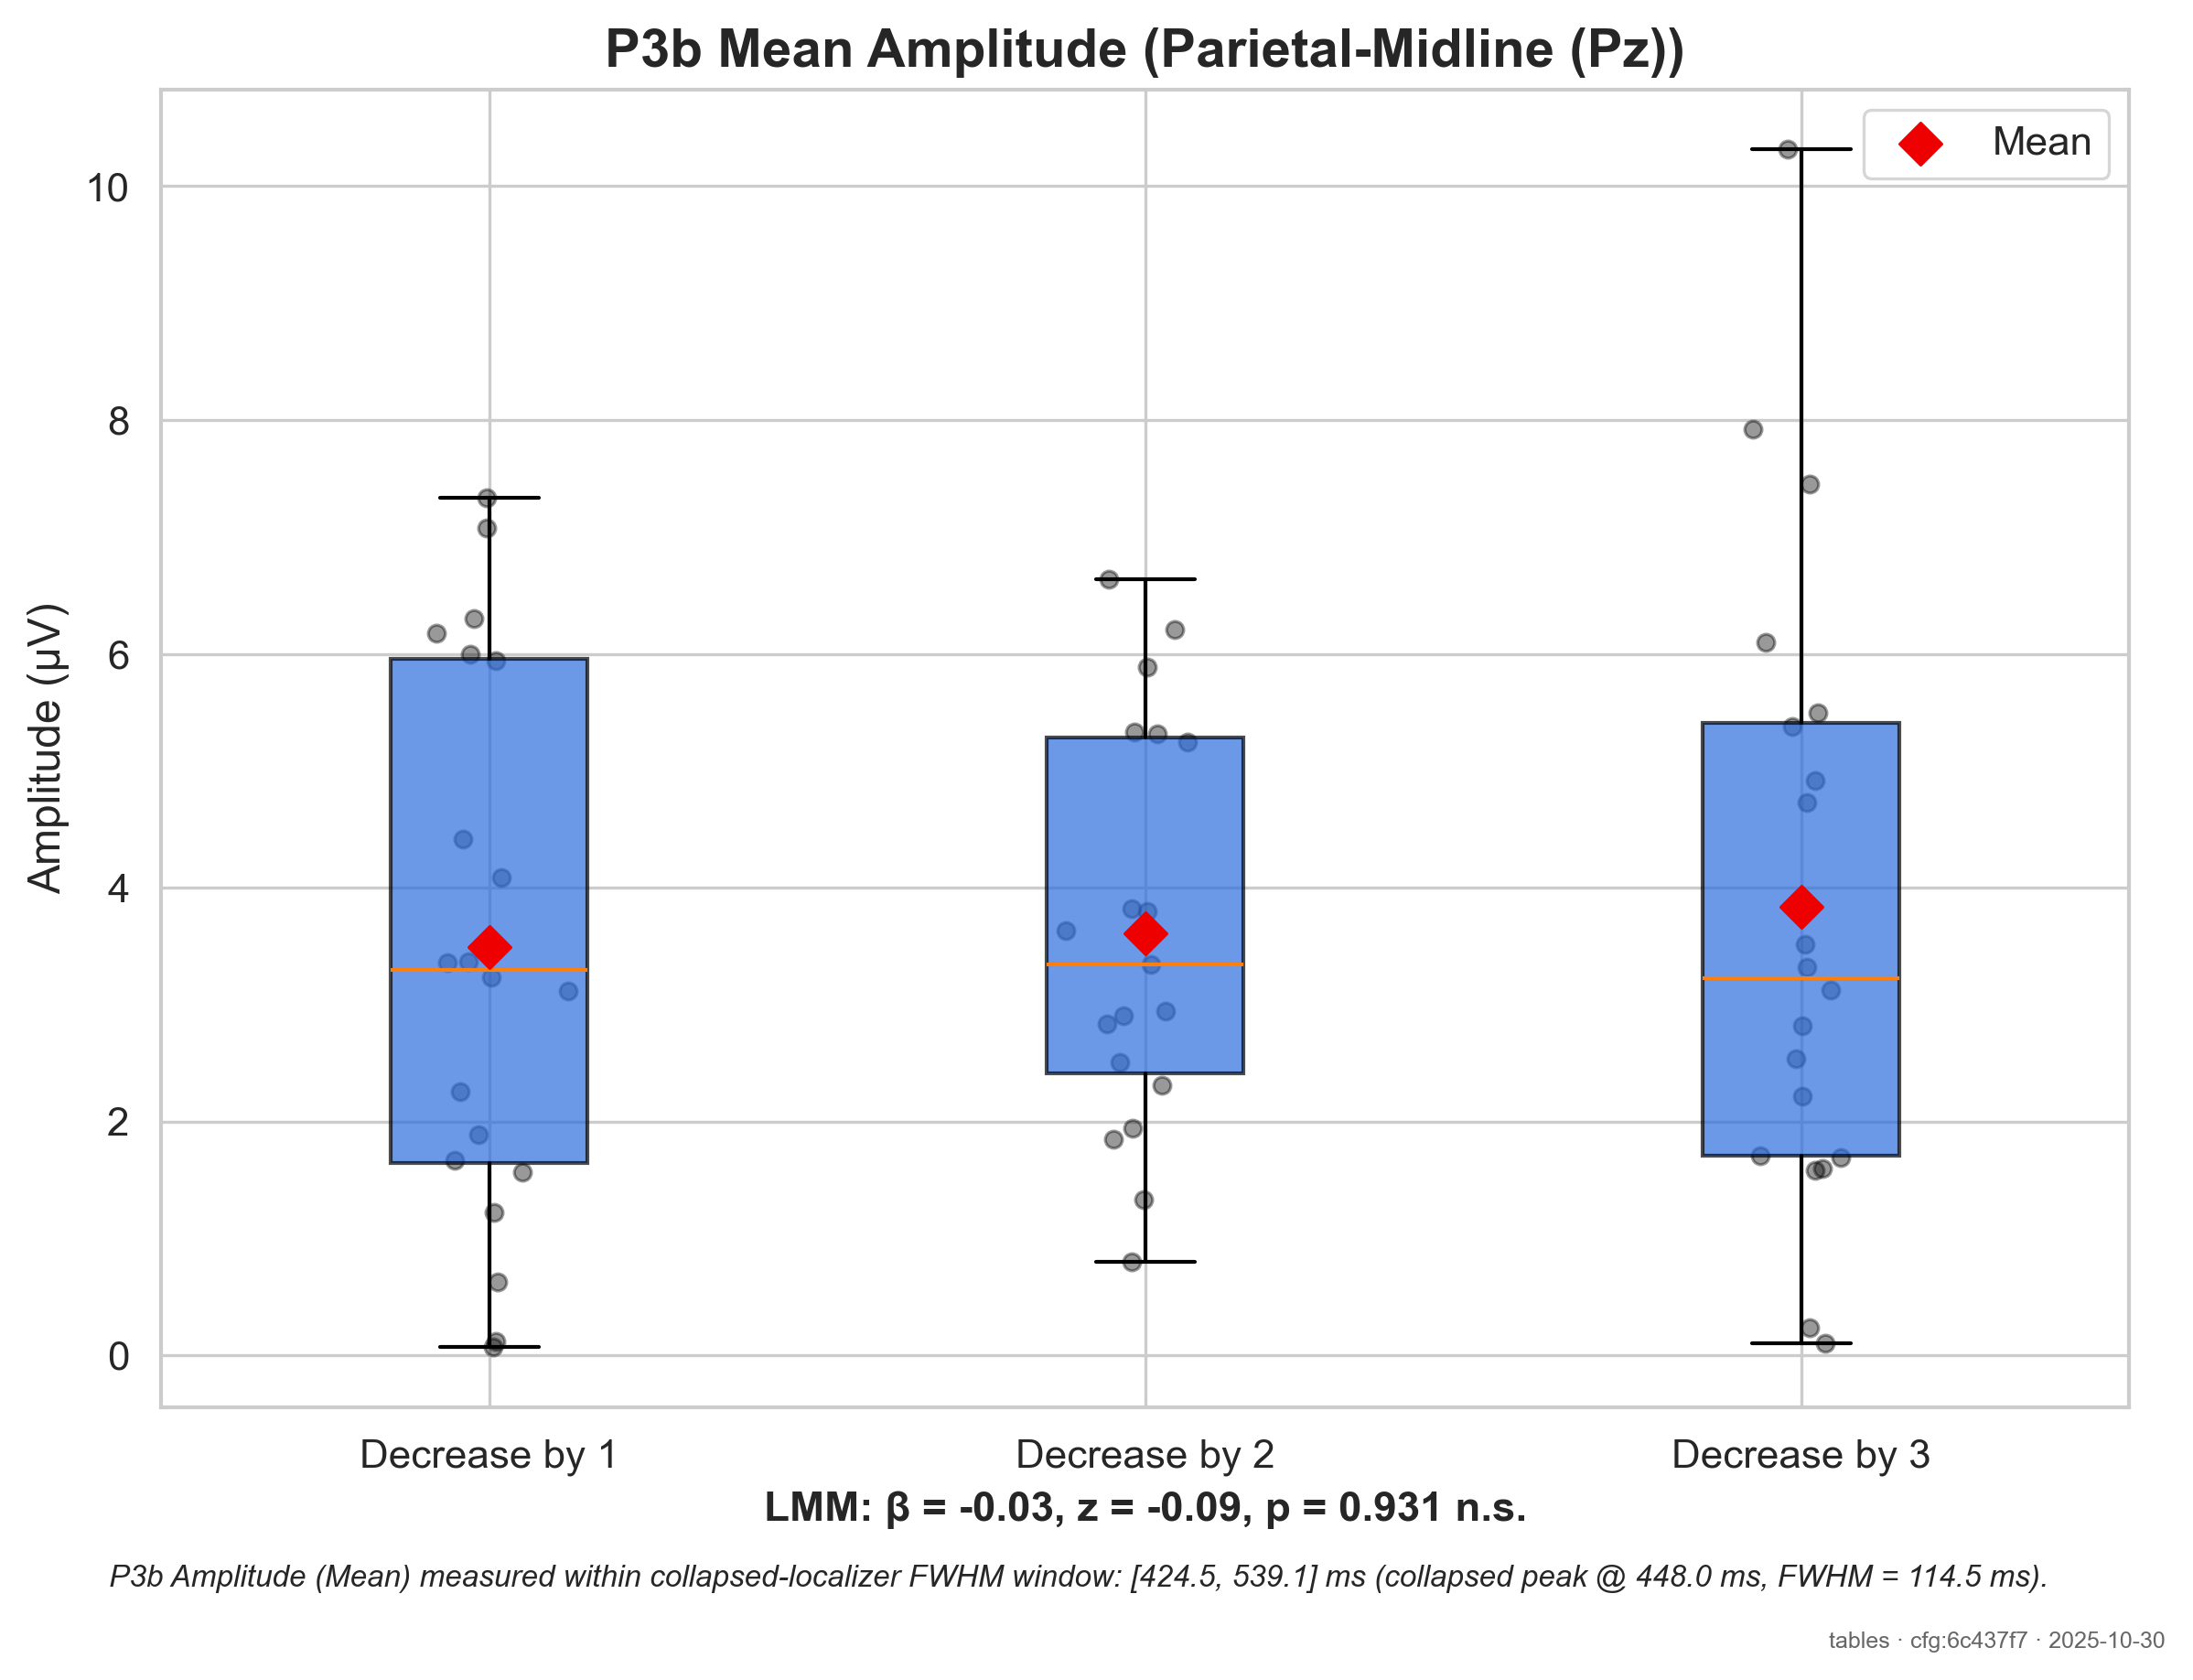 P3b Mean Amplitude (Parietal-Midline (Pz))
Mean
Amplitude (µV)
10
8
6
4
2
0
Decrease by 1 Decrease by 2 Decrease by 3
LMM: β = -0.03, z = -0.09, p = 0.931 n.s.
P3b Amplitude (Mean) measured within collapsed-localizer FWHM window: [424.5, 539.1] ms (collapsed peak @ 448.0 ms, FWHM = 114.5 ms).
tables · cfg:6c437f7 · 2025-10-30